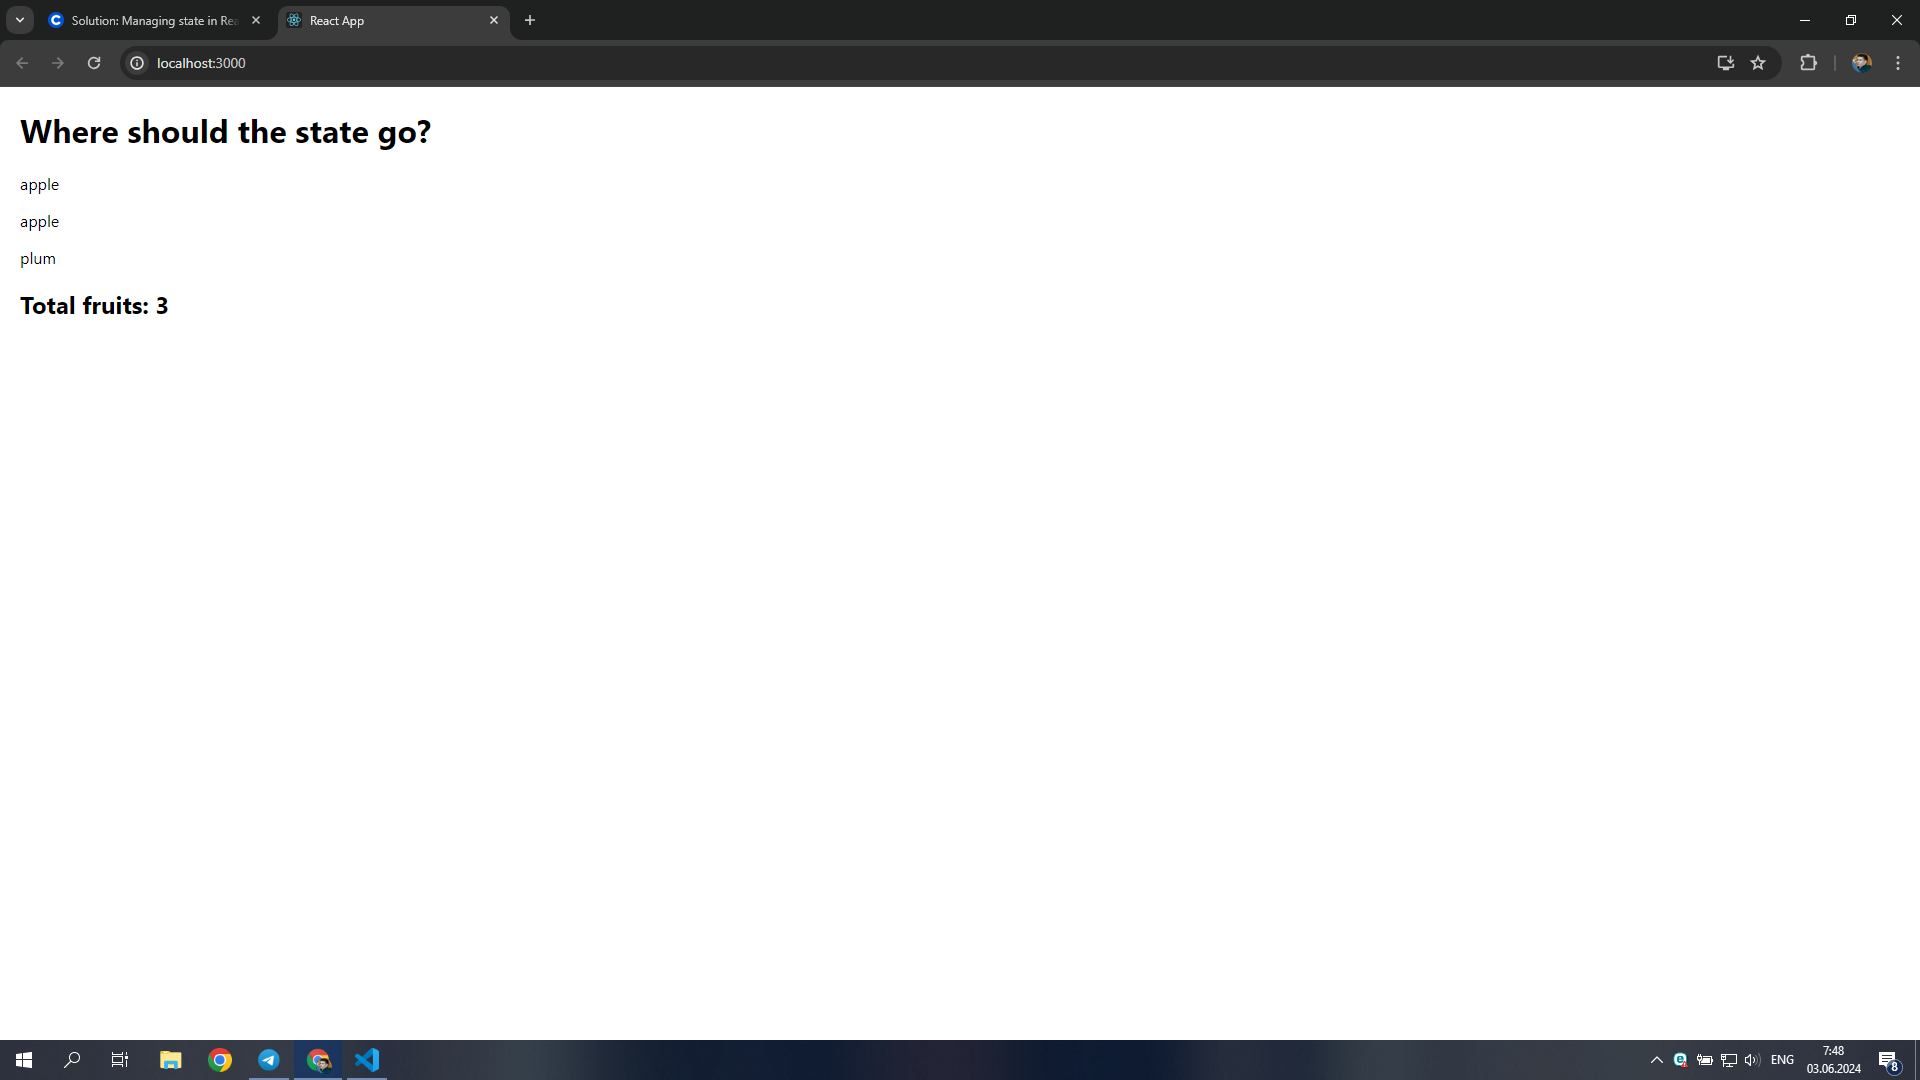 Solution: Managing state in Rea
React App
localhost:3000
Where should the state go?
apple
apple
plum
Total fruits: 3
ENG
7:48
03.06.2024
8